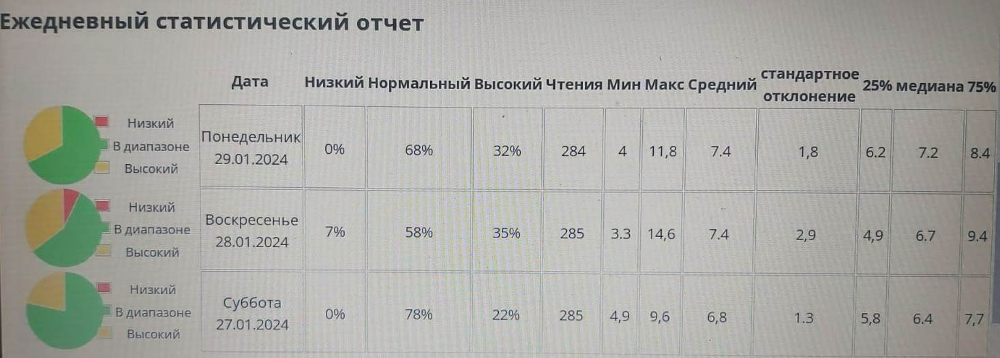 Ежедневный статистический отчет
Дата Низкий Нормальный Высокий Чтения Мин Макс Средний стандартное отклонение 25% медиана 75%
Низкий
В диапазоне
Высокий
Понедельник
29.01.2024
0% 68% 32% 284 4 11,8 7.4 1,8 6.2 7.2 8.4
Низкий
В диапазоне
Высокий
Воскресенье
28.01.2024
7% 58% 35% 285 3.3 14,6 7.4 2,9 4,9 6.7 9.4
Низкий
В диапазоне
Высокий
Суббота
27.01.2024
0% 78% 22% 285 4,9 9,6 6,8 1.3 5,8 6.4 7,7